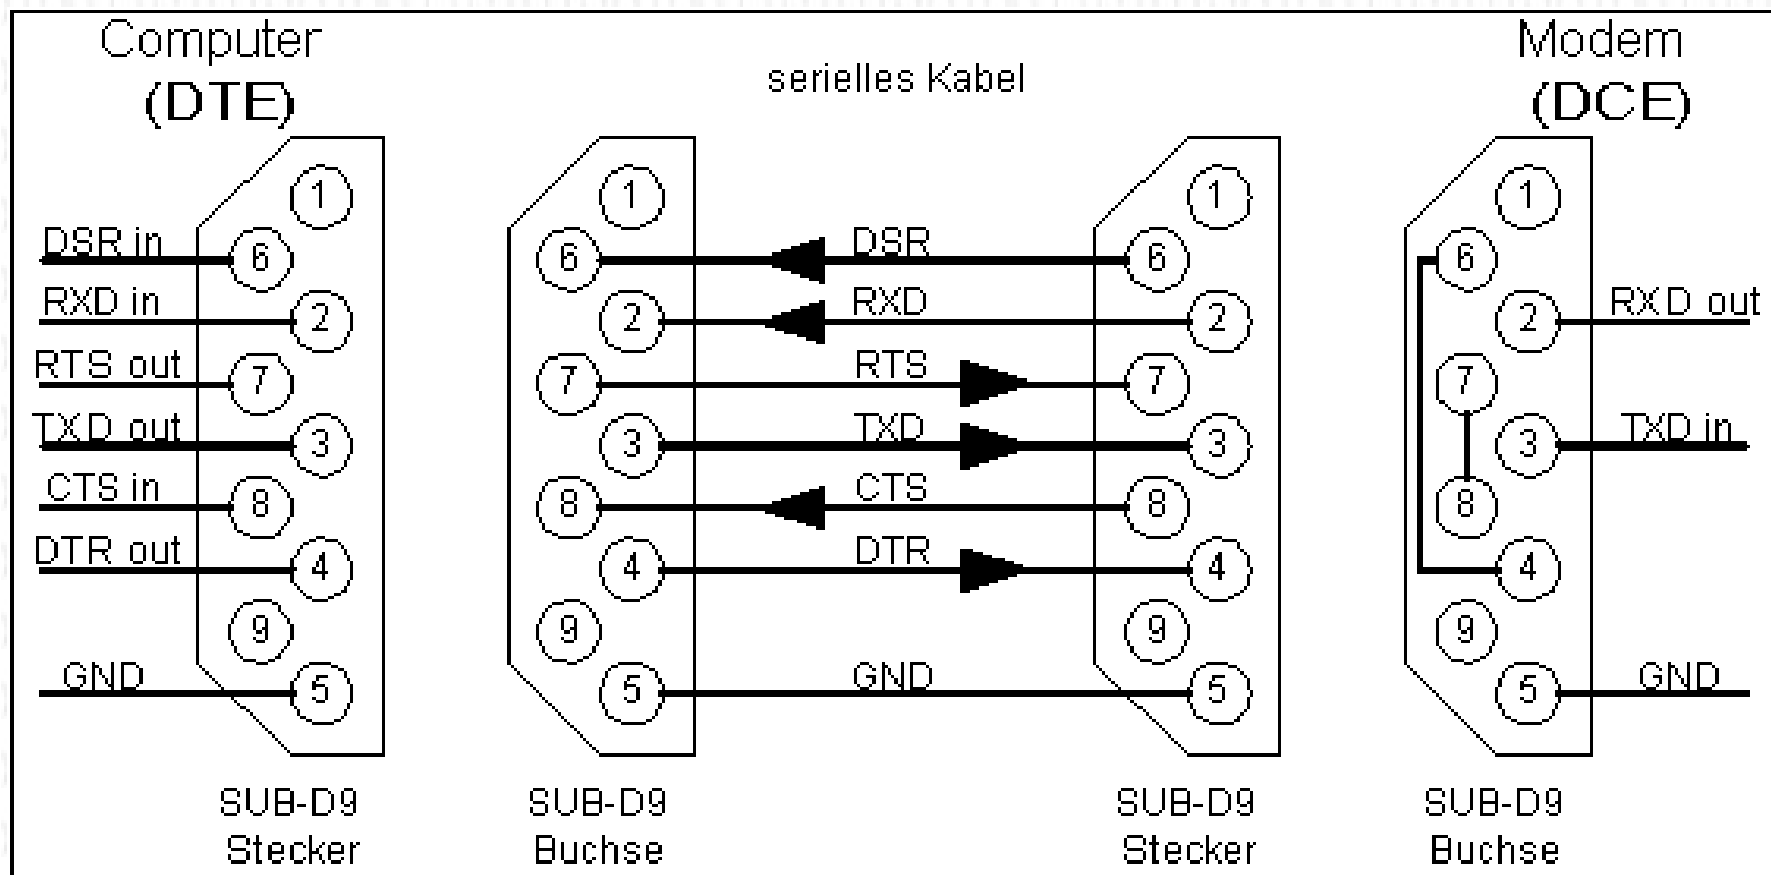 Computer
(DTE)
serielles Kabel
Modem
(DCE)
1 1 1 1
DSR in 6 6 DSR 6 6
RXD in 2 2 RXD 2 2 RXD out
RTS out 7 7 RTS 7 7
TXD out 3 3 TXD 3 3 TXD in
CTS in 8 8 CTS 8 8
DTR out 4 4 DTR 4 4
9 9 9 9
GND 5 5 GND 5 5 GND
SUB-D9
Stecker
SUB-D9
Buchse
SUB-D9
Stecker
SUB-D9
Buchse